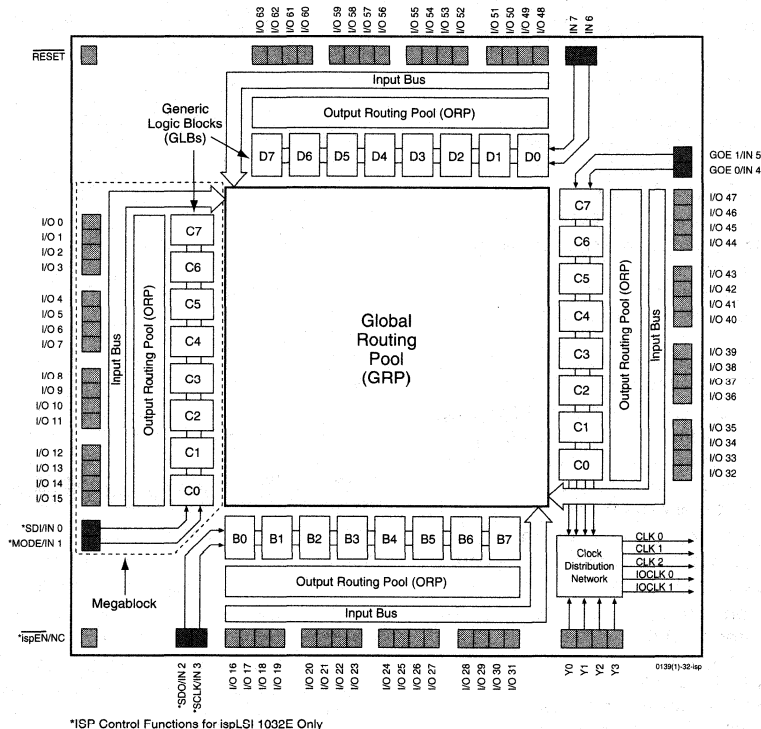 I/O 63
I/O 62
I/O 61
I/O 60
I/O 59
I/O 58
I/O 57
I/O 56
I/O 55
I/O 54
I/O 53
I/O 52
I/O 51
I/O 50
I/O 49
I/O 48
IN 7
IN 6
RESET
Input Bus
Output Routing Pool (ORP)
Generic
Logic Blocks
(GLBs)
D7 D6 D5 D4 D3 D2 D1 D0
GOE 1/IN 5
GOE 0/IN 4
I/O 0
I/O 1
I/O 2
I/O 3
I/O 4
I/O 5
I/O 6
I/O 7
I/O 8
I/O 9
I/O 10
I/O 11
I/O 12
I/O 13
I/O 14
I/O 15
Input Bus
Output Routing Pool (ORP)
C7
C6
C5
C4
C3
C2
C1
C0
Global
Routing
Pool
(GRP)
C7
C6
C5
C4
C3
C2
C1
C0
Output Routing Pool (ORP)
Input Bus
I/O 47
I/O 46
I/O 45
I/O 44
I/O 43
I/O 42
I/O 41
I/O 40
I/O 39
I/O 38
I/O 37
I/O 36
I/O 35
I/O 34
I/O 33
I/O 32
*SDI/IN 0
*MODE/IN 1
B0 B1 B2 B3 B4 B5 B6 B7
Output Routing Pool (ORP)
Input Bus
Megablock
Clock
Distribution
Network
CLK 0
CLK 1
CLK 2
IOCLK 0
IOCLK 1
*ispEN/NC
*SDO/IN 2
*SCLK/IN 3
I/O 16
I/O 17
I/O 18
I/O 19
I/O 20
I/O 21
I/O 22
I/O 23
I/O 24
I/O 25
I/O 26
I/O 27
I/O 28
I/O 29
I/O 30
I/O 31
Y0
Y1
Y2
Y3
0139(1)-32-isp
*ISP Control Functions for ispLSI 1032E Only